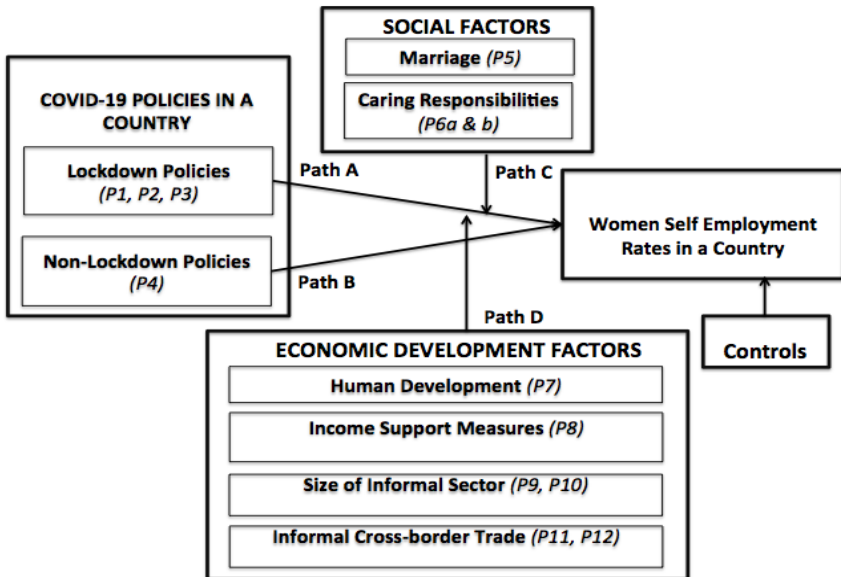 SOCIAL FACTORS
Marriage (P5)
Caring Responsibilities
(P6a & b)
COVID-19 POLICIES IN A
COUNTRY
Lockdown Policies
(P1, P2, P3)
Non-Lockdown Policies
(P4)
Path A
Path C
Path B
Path D
Women Self Employment
Rates in a Country
Controls
ECONOMIC DEVELOPMENT FACTORS
Human Development (P7)
Income Support Measures (P8)
Size of Informal Sector (P9, P10)
Informal Cross-border Trade (P11, P12)